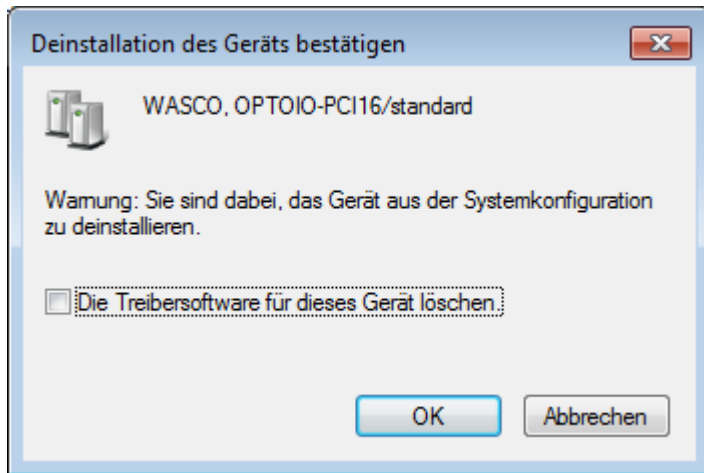 Deinstallation des Geräts bestätigen
WASCO, OPTOIO-PCI16/standard
Warnung: Sie sind dabei, das Gerät aus der Systemkonfiguration
zu deinstallieren.
Die Treibersoftware für dieses Gerät löschen.
OK
Abbrechen